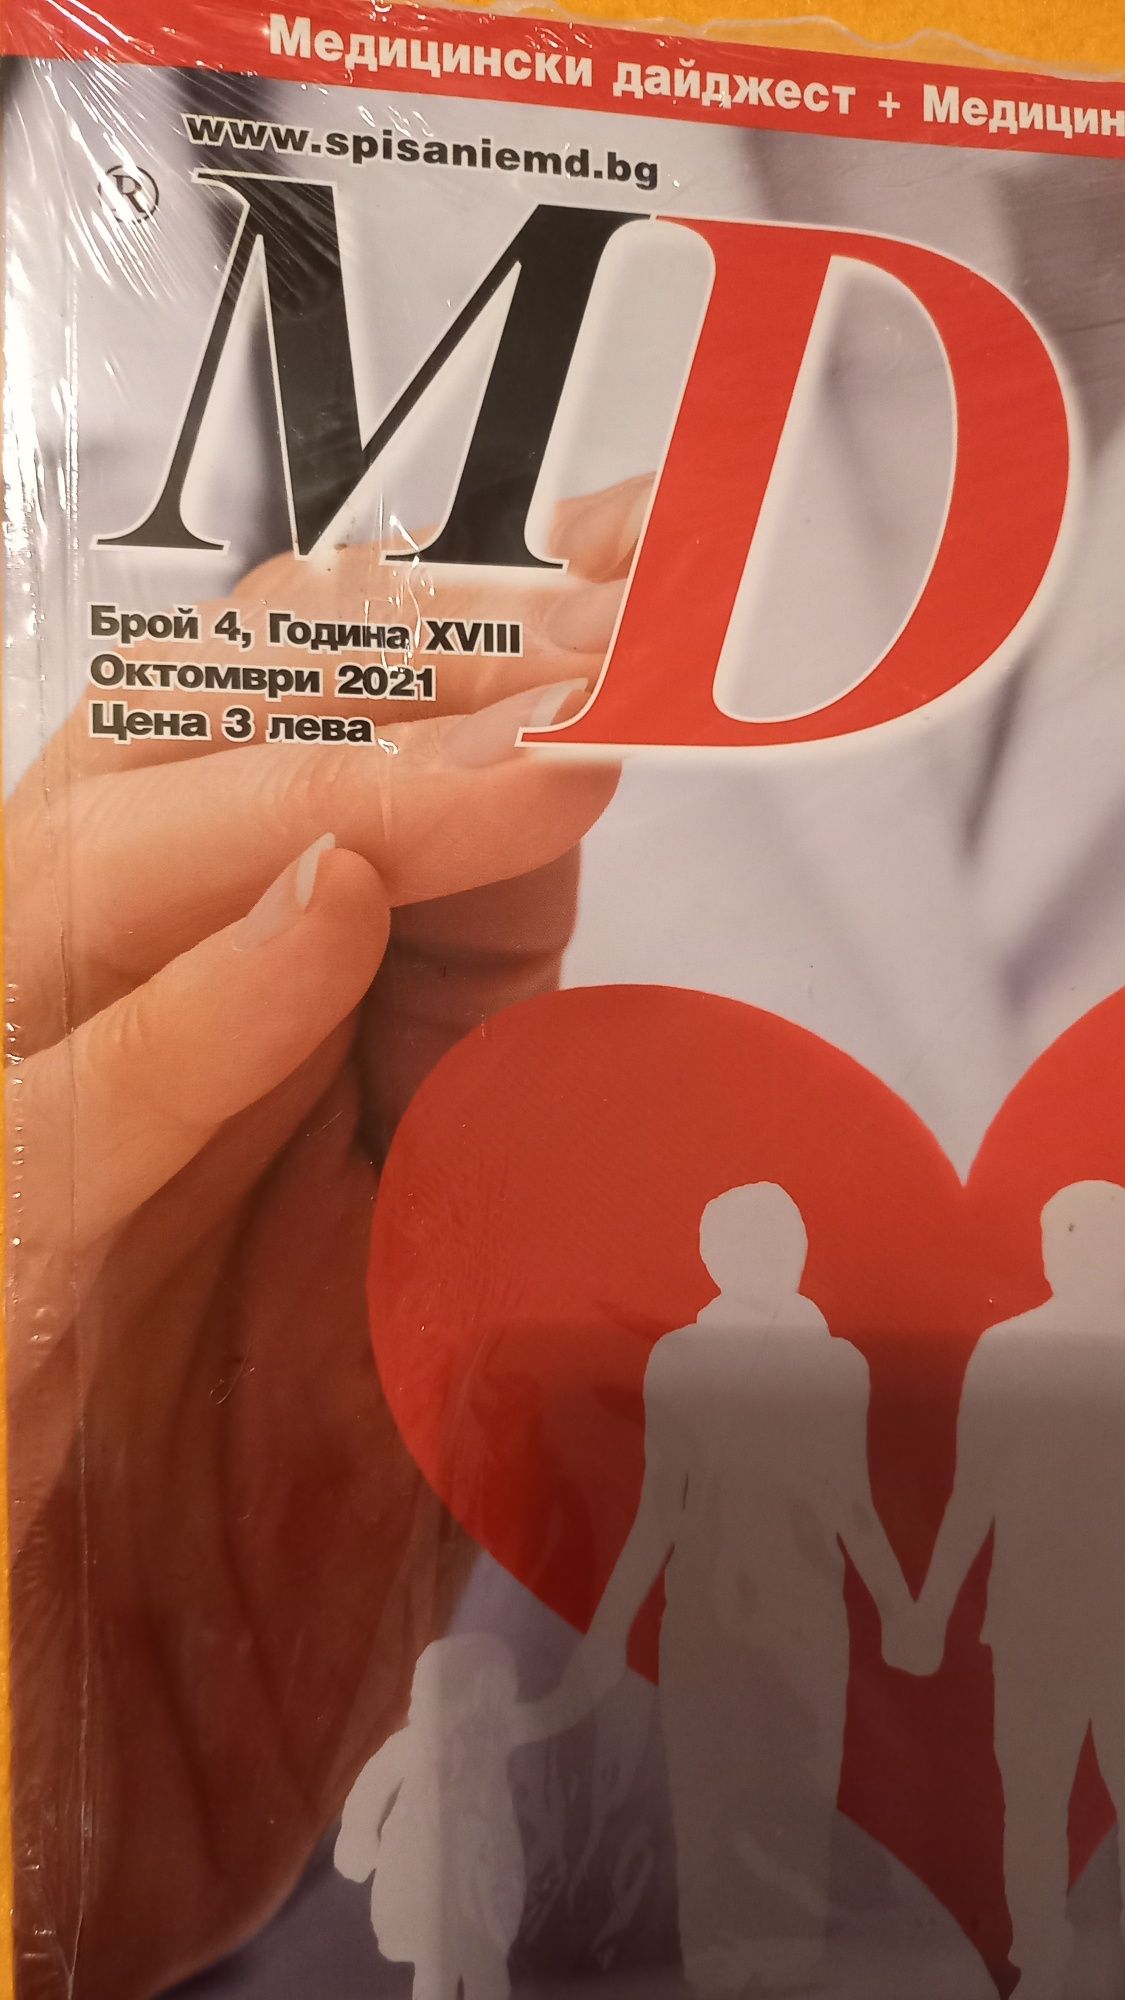 Медицински дайджест + Медицин
www.spisaniemd.bg
®
MD
Брой 4, Година XVIII
Октомври 2021
Цена 3 лева